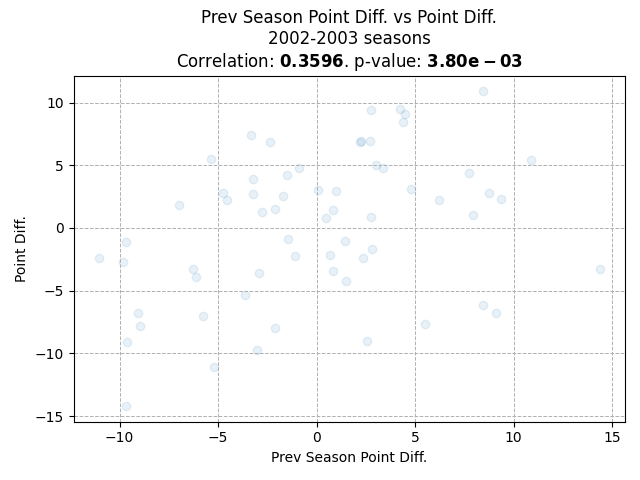 Prev Season Point Diff. vs Point Diff.
2002-2003 seasons
Correlation: 0.3596. p-value: 3.80e − 03
10
5
0
−5
−10
−15
Point Diff.
−10
−5
0
5
10
15
Prev Season Point Diff.